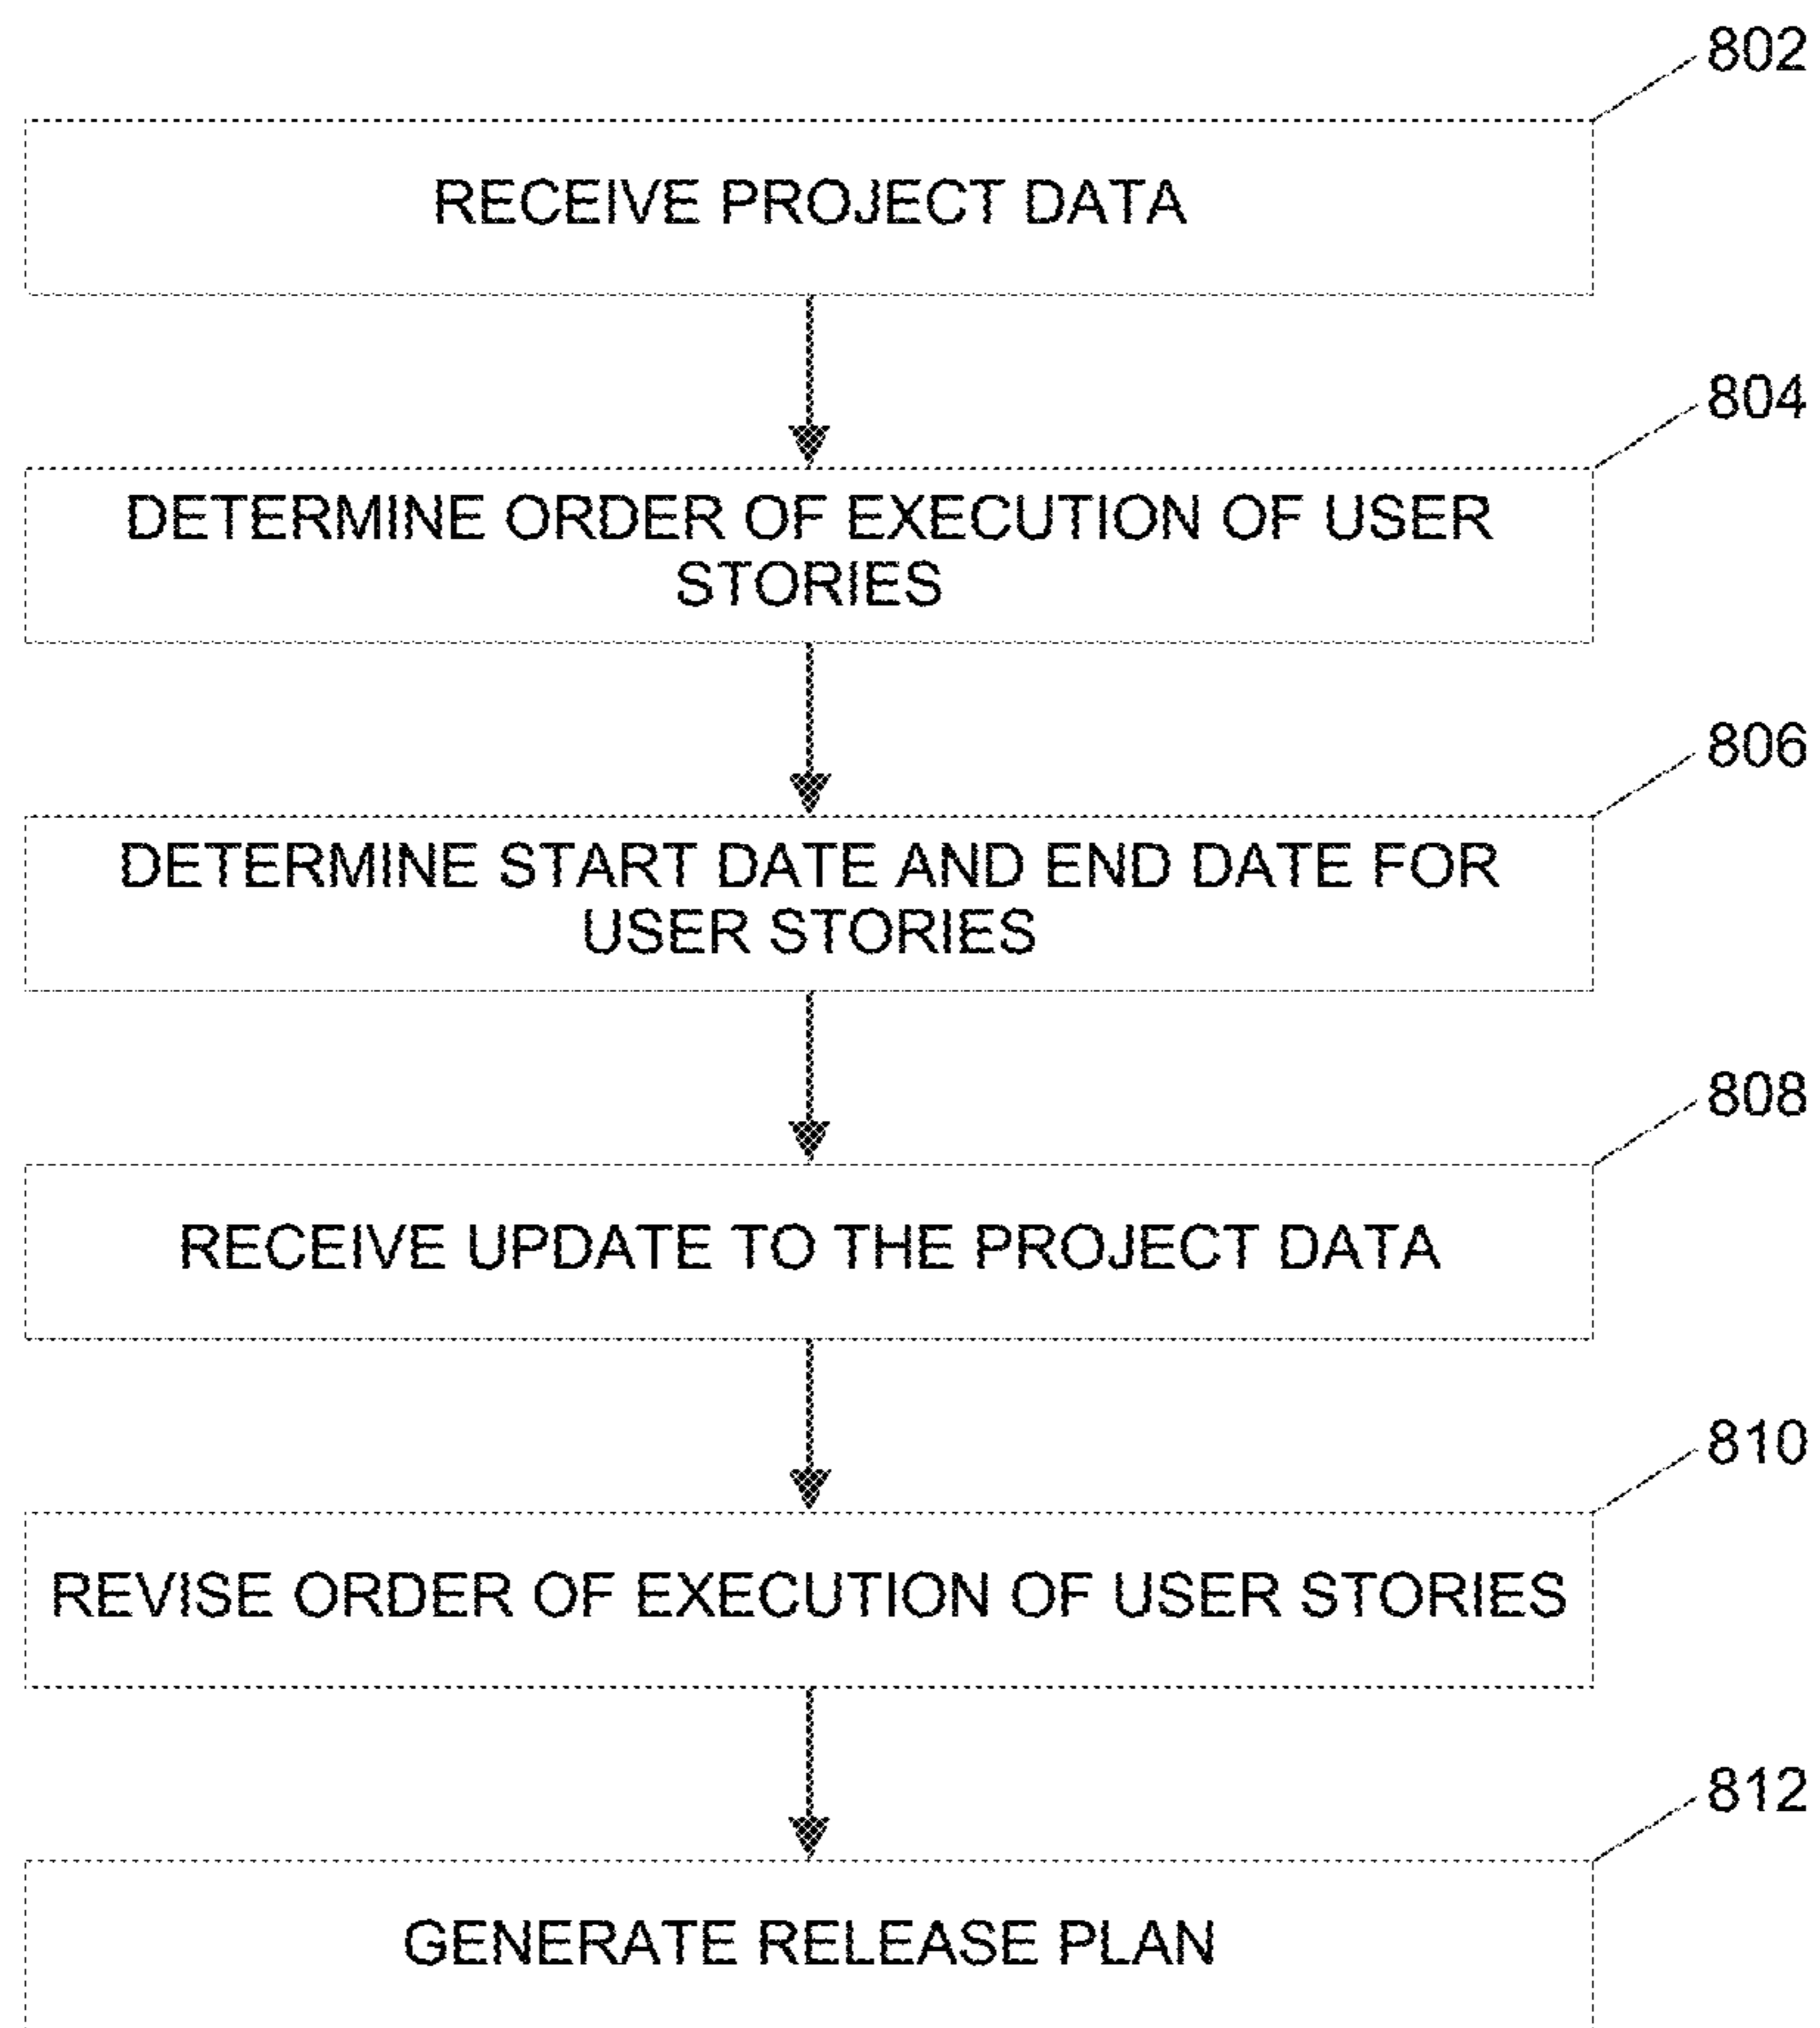 802
RECEIVE PROJECT DATA
804
DETERMINE ORDER OF EXECUTION OF USER
STORIES
806
DETERMINE START DATE AND END DATE FOR
USER STORIES
808
RECEIVE UPDATE TO THE PROJECT DATA
810
REVISE ORDER OF EXECUTION OF USER STORIES
812
GENERATE RELEASE PLAN